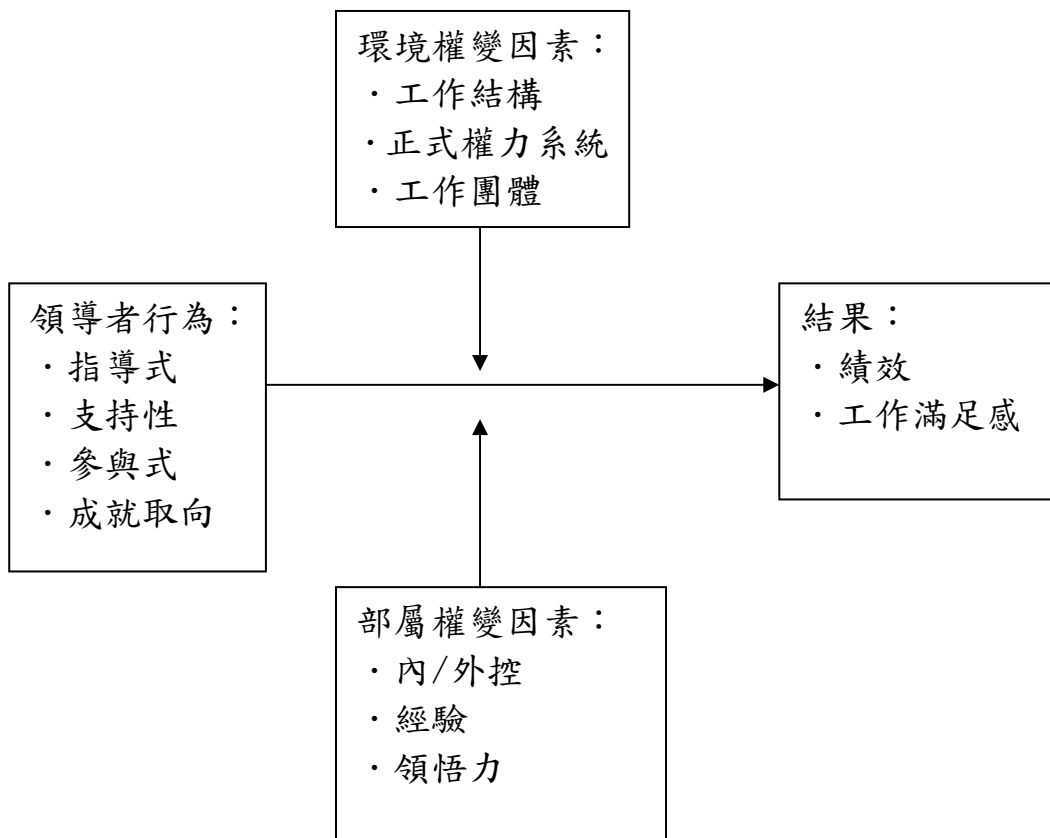 環境權變因素：
．工作結構
．正式權力系統
．工作團體
領導者行為：
．指導式
．支持性
．參與式
．成就取向
結果：
．績效
．工作滿足感
部屬權變因素：
．內/外控
．經驗
．領悟力